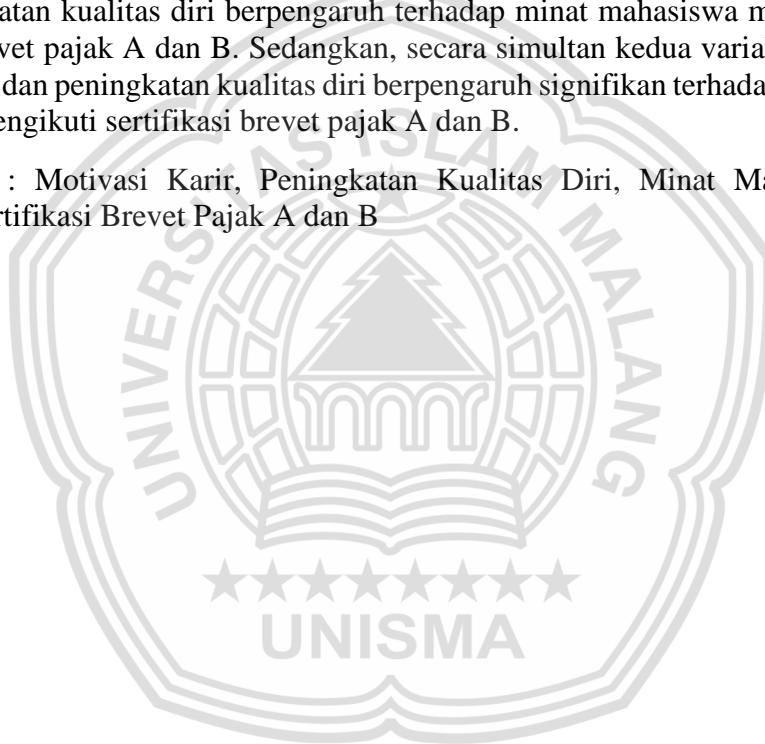 atan kualitas diri berpengaruh terhadap minat mahasiswa m
vet pajak A dan B. Sedangkan, secara simultan kedua varial
dan peningkatan kualitas diri berpengaruh signifikan terhada
engikuti sertifikasi brevet pajak A dan B.
: Motivasi Karir, Peningkatan Kualitas Diri, Minat Ma
rtifikasi Brevet Pajak A dan B
UNIVERSITAS ISLAM MALANG
UNISMA